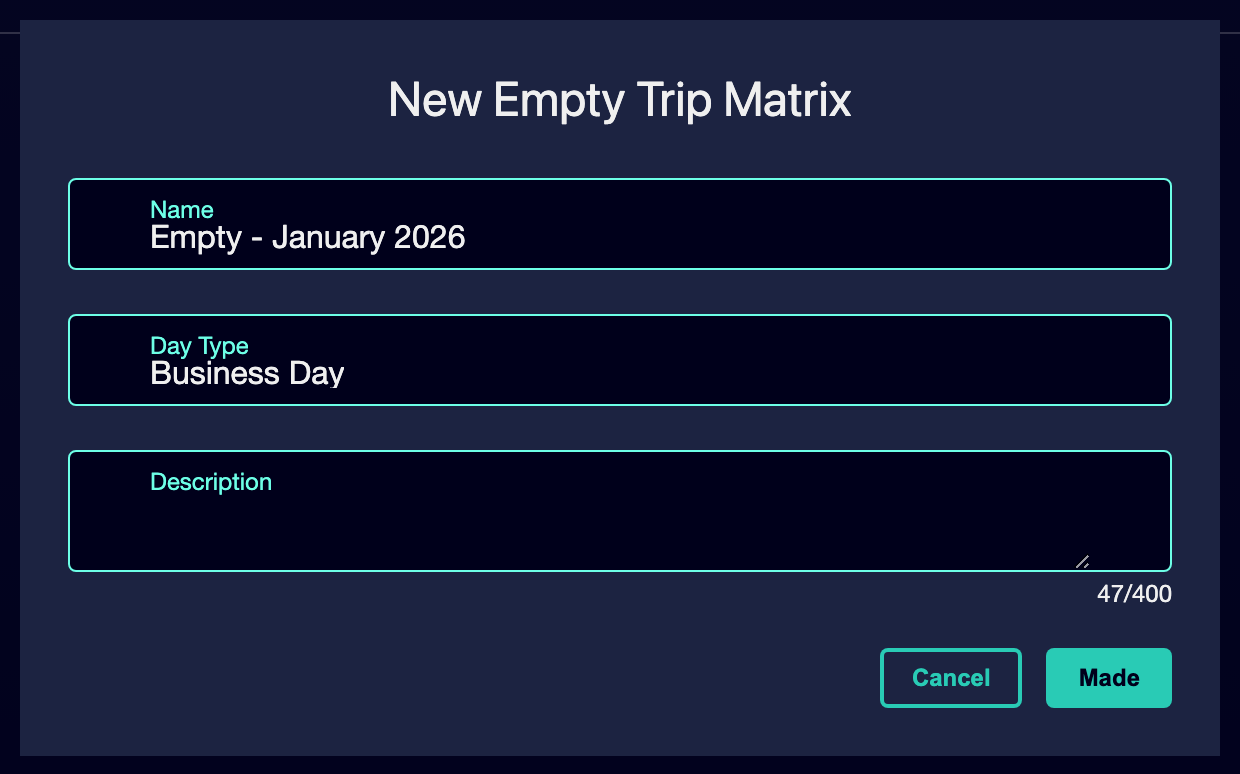 New Empty Trip Matrix
Name
Empty - January 2026
Day Type
Business Day
Description
47/400
Cancel
Made